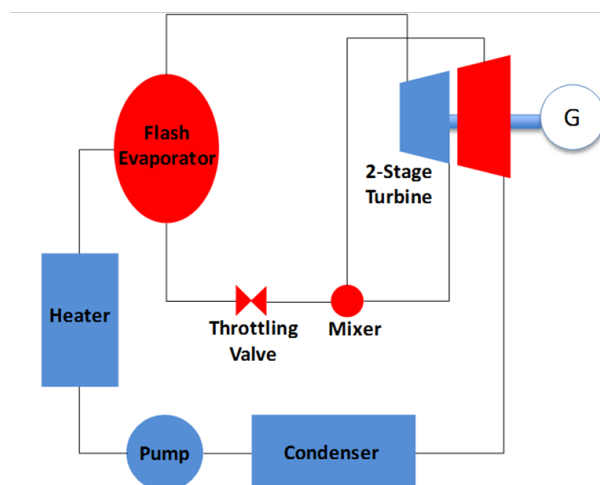 Flash
Evaporator
G
2-Stage
Turbine
Heater
Throttling
Valve
Mixer
Pump
Condenser